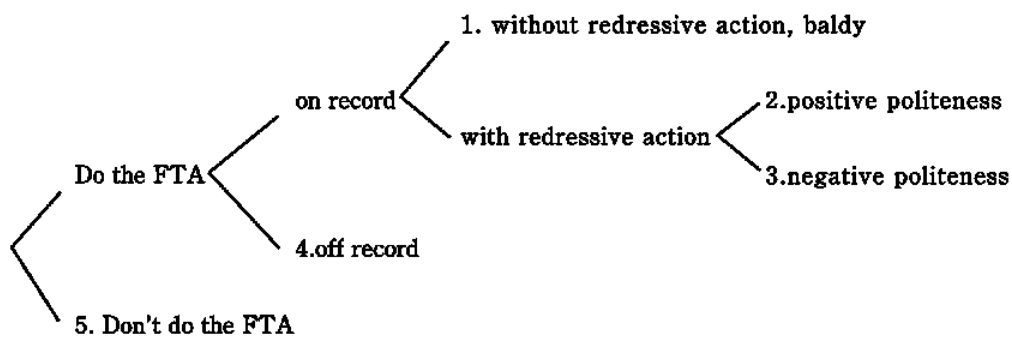 1. without redressive action, baldy
on record
2.positive politeness
with redressive action
Do the FTA
3.negative politeness
4.off record
5. Don't do the FTA